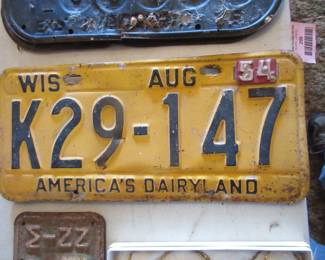 WIS AUG 54
K29-147
AMERICA'S DAIRYLAND